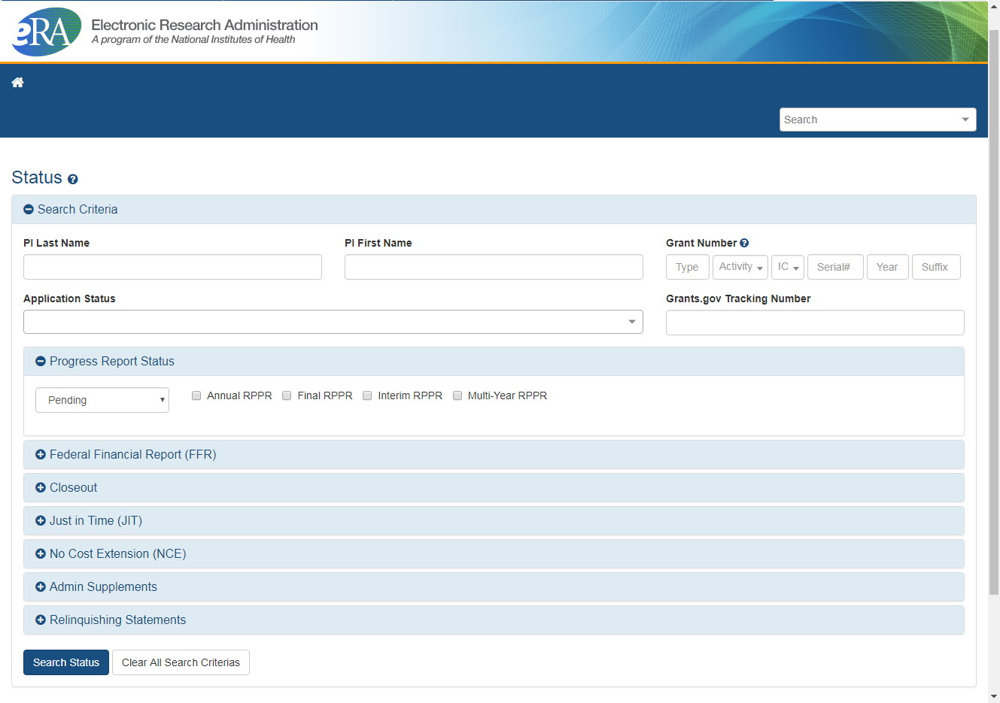 eRA
Electronic Research Administration
A program of the National Institutes of Health
Search
Status
Search Criteria
PI Last Name
PI First Name
Grant Number
Type
Activity
IC
Serial#
Year
Suffix
Application Status
Grants.gov Tracking Number
Progress Report Status
Pending
Annual RPPR
Final RPPR
Interim RPPR
Multi-Year RPPR
Federal Financial Report (FFR)
Closeout
Just in Time (JIT)
No Cost Extension (NCE)
Admin Supplements
Relinquishing Statements
Search Status
Clear All Search Criterias